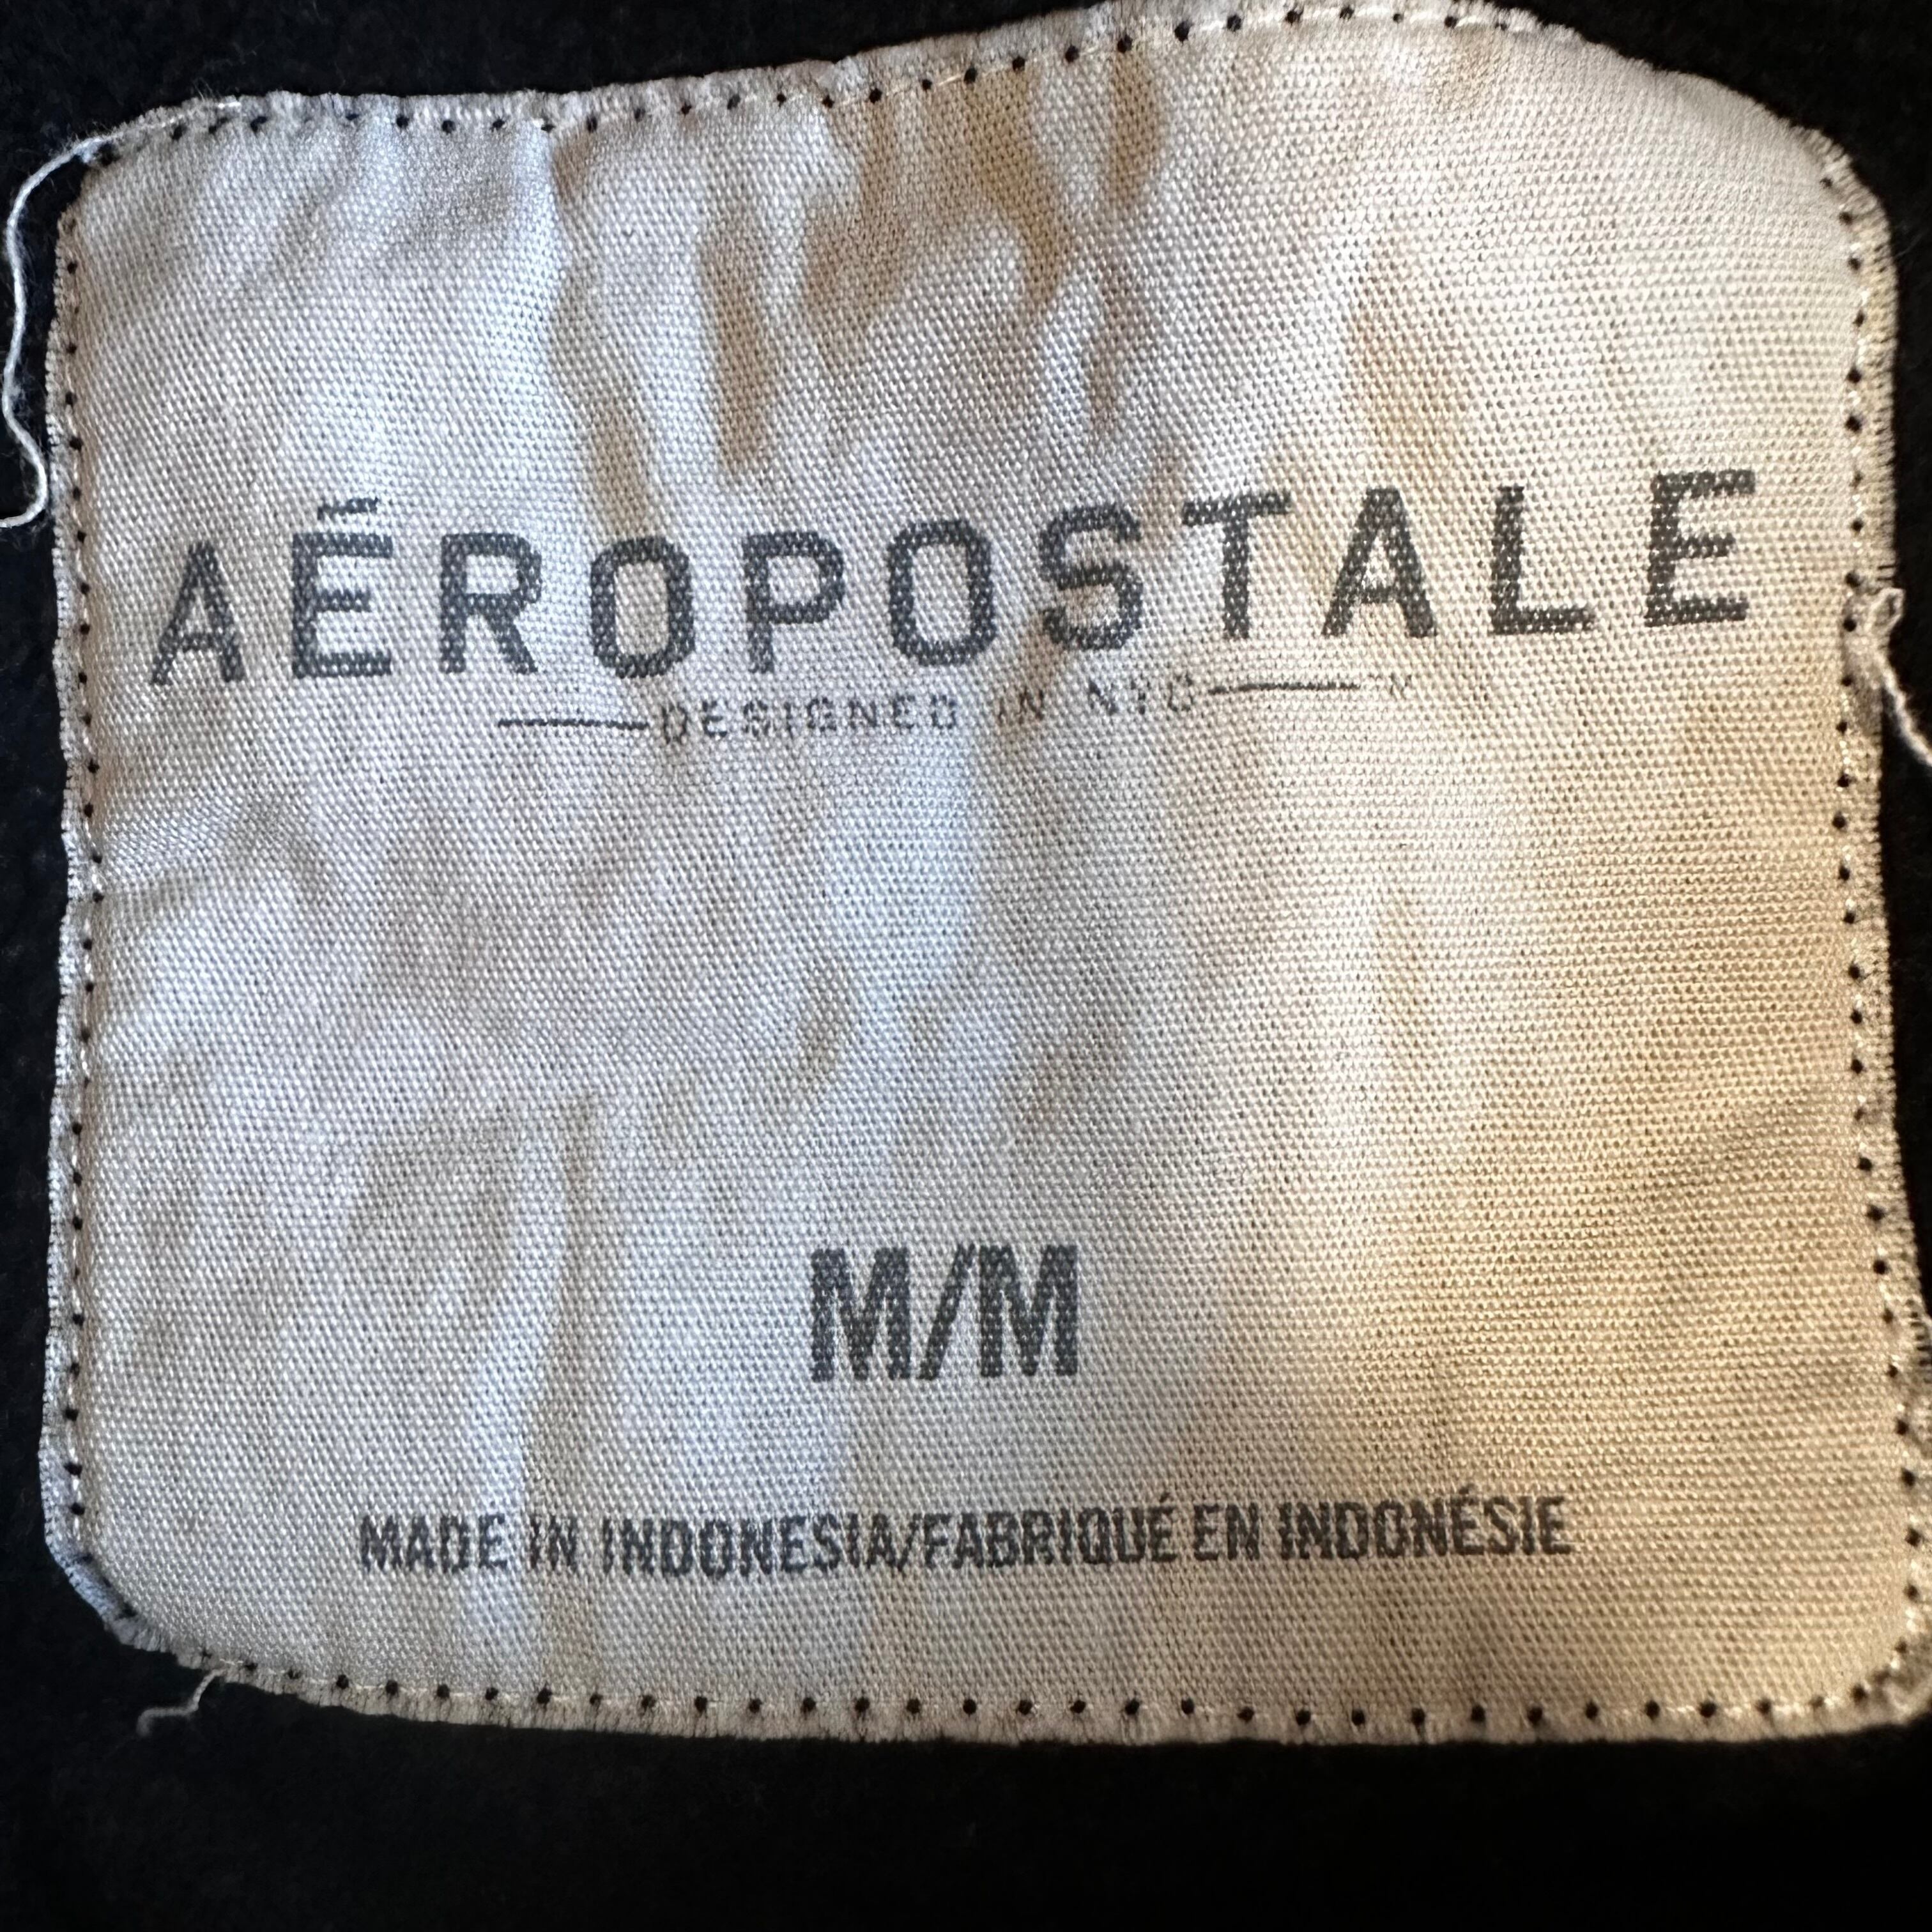 AÉROPOSTALE
DESIGNED IN NYC
M/M
MADE IN INDONESIA/FABRIQUÉ EN INDONÉSIE